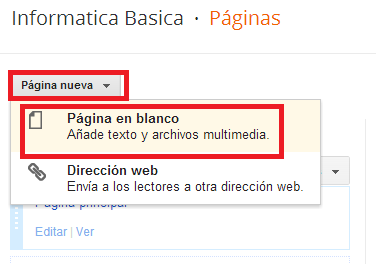 Informatica Basica · Páginas
Página nueva
Página en blanco
Añade texto y archivos multimedia.
Dirección web
Envía a los lectores a otra dirección web.
Página principal
Editar | Ver